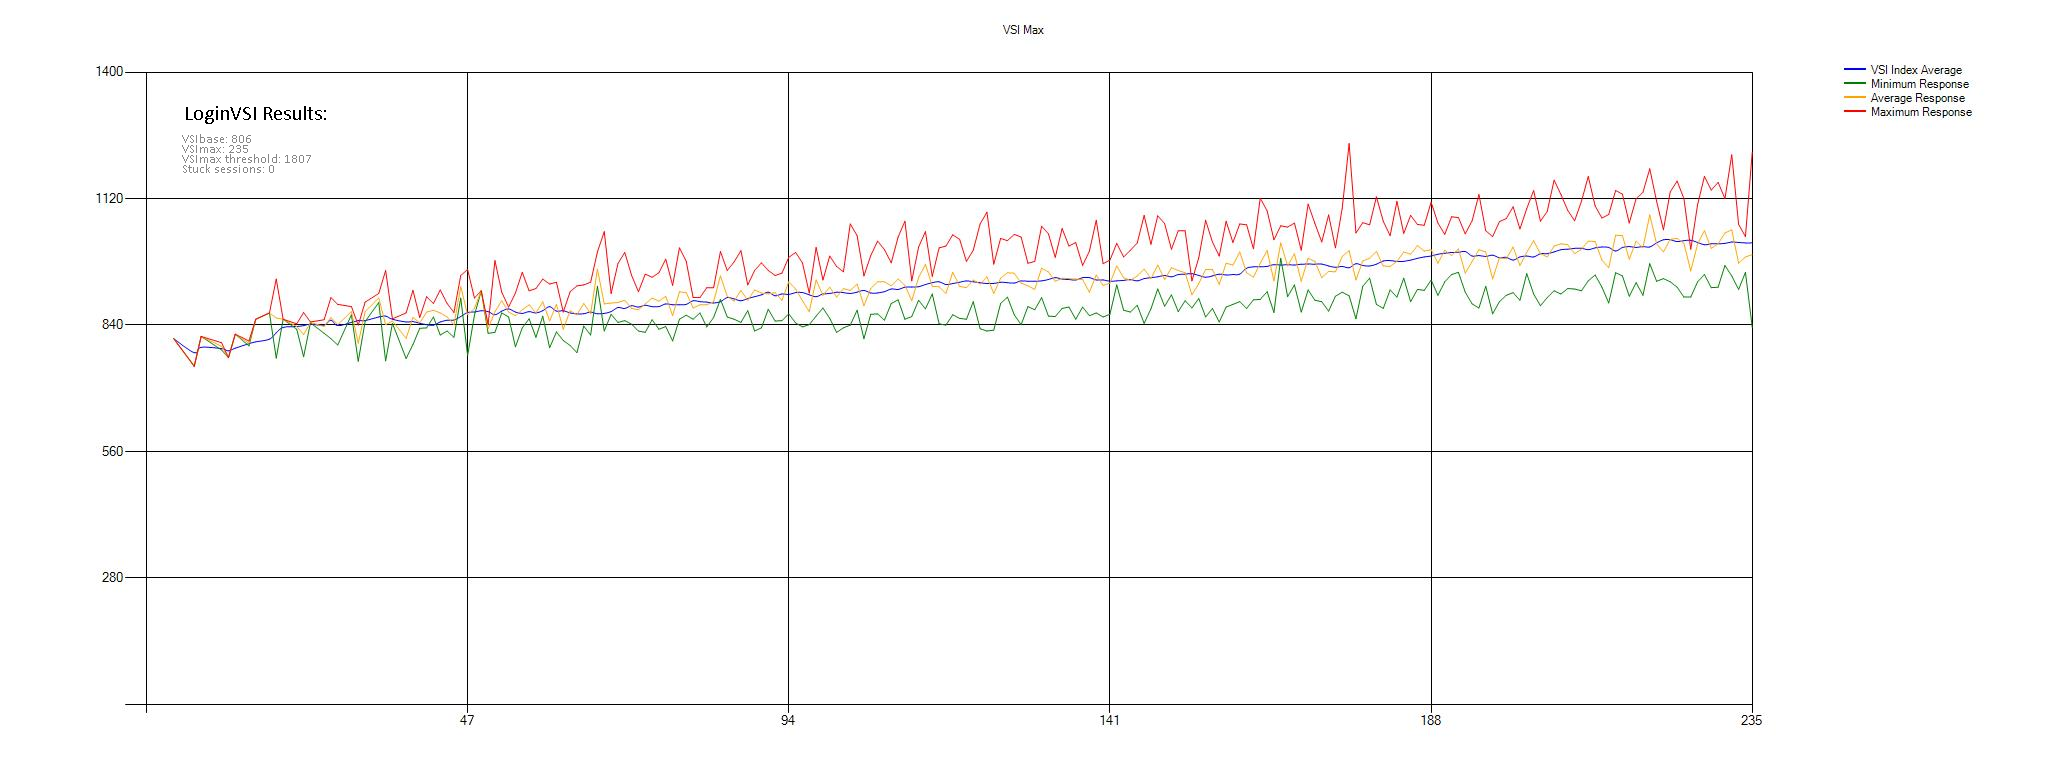 VSI Max
1400
1120
840
560
280
47
94
141
188
235
LoginVSI Results:
VSIbase: 806
VSImax: 235
VSImax threshold: 1807
Stuck sessions: 0
VSI Index Average
Minimum Response
Average Response
Maximum Response